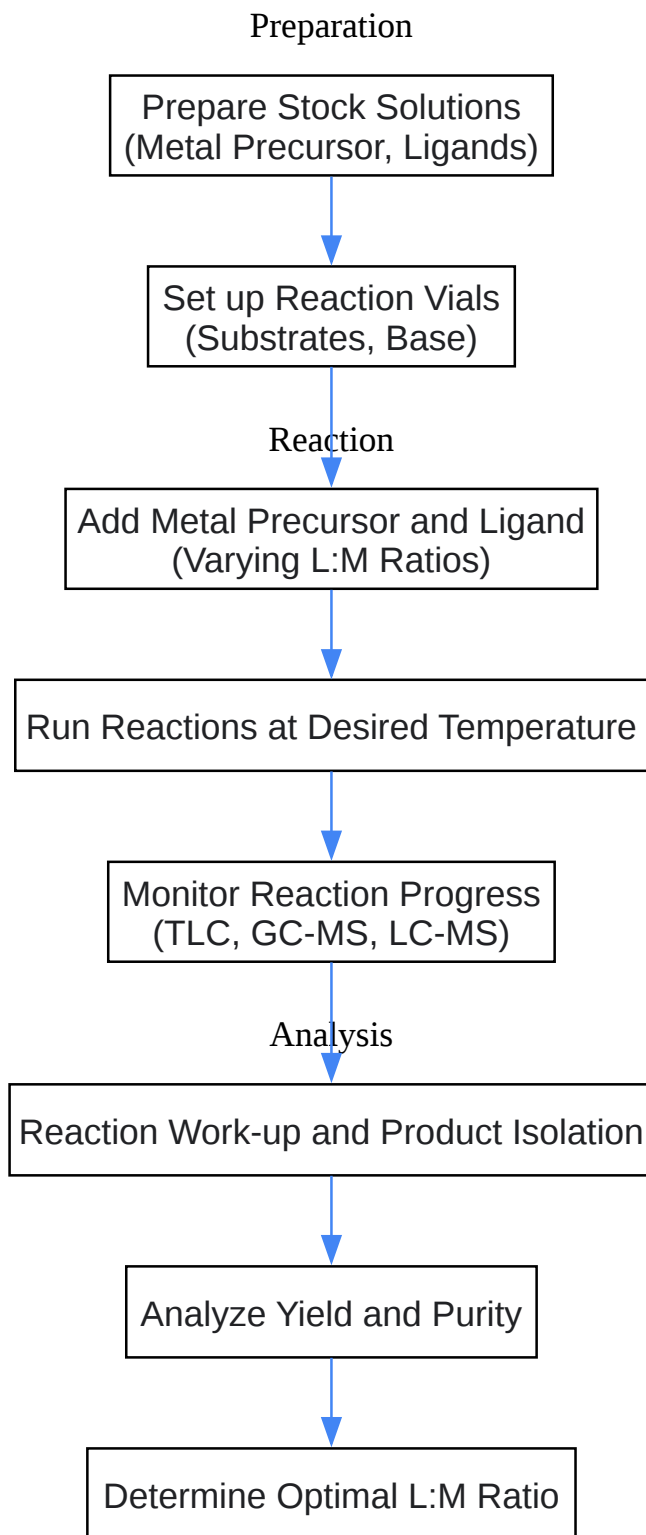 Preparation
Prepare Stock Solutions
(Metal Precursor, Ligands)
Set up Reaction Vials
(Substrates, Base)
Reaction
Add Metal Precursor and Ligand
(Varying L:M Ratios)
Run Reactions at Desired Temperature
Monitor Reaction Progress
(TLC, GC-MS, LC-MS)
Analysis
Reaction Work-up and Product Isolation
Analyze Yield and Purity
Determine Optimal L:M Ratio